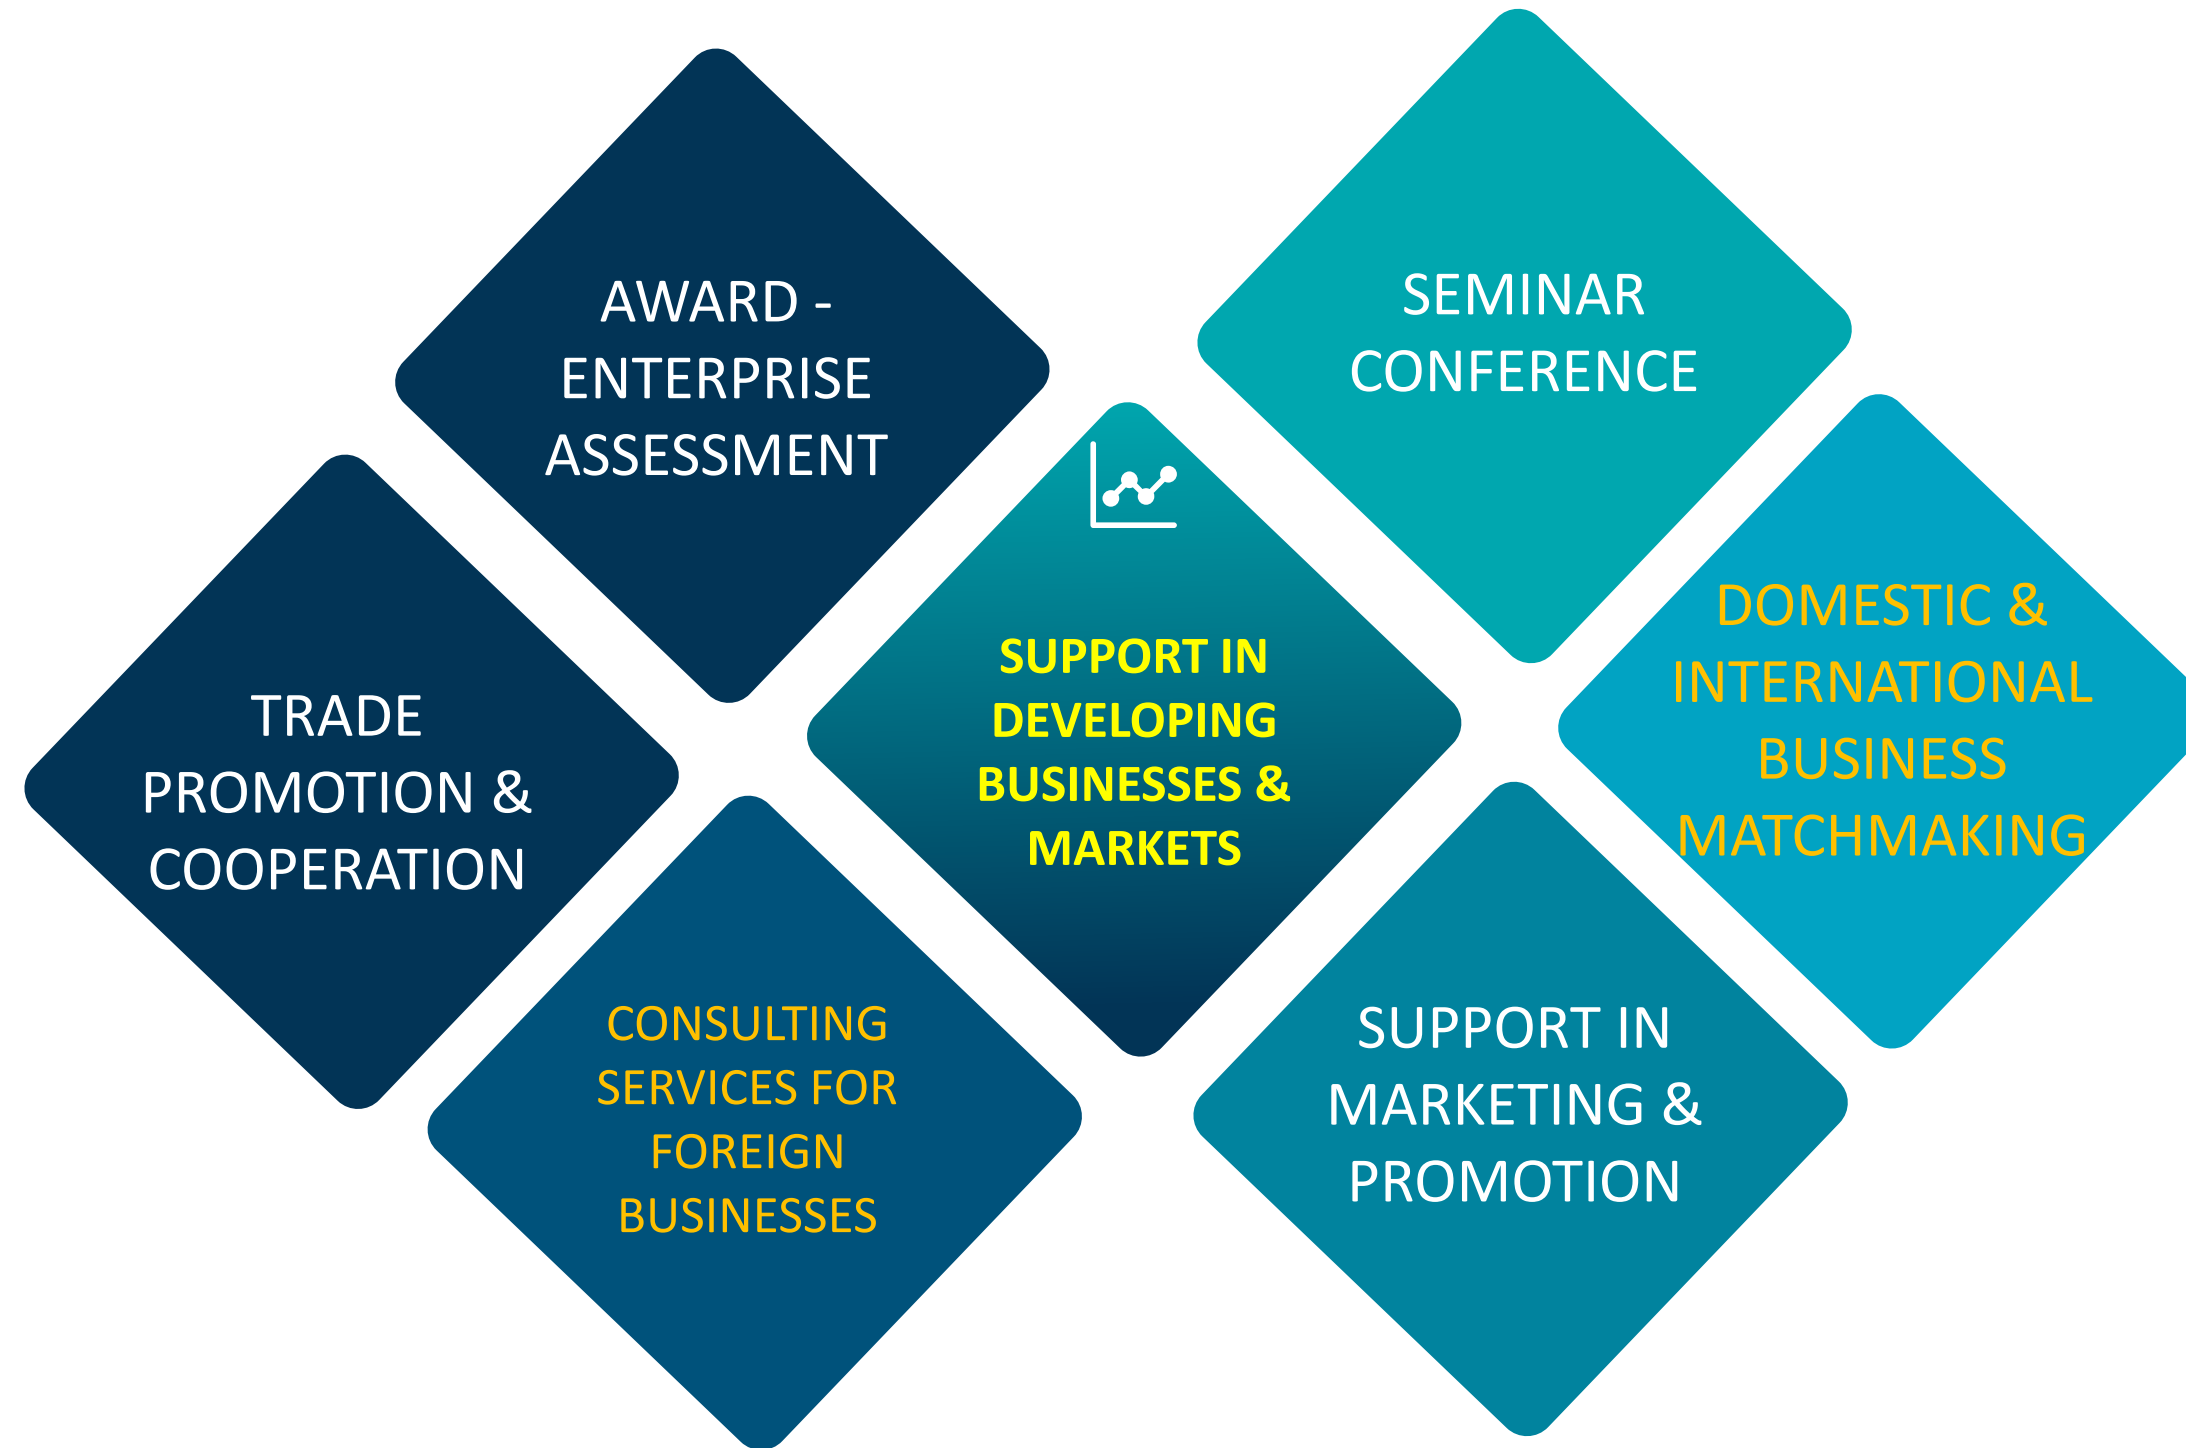 AWARD -
ENTERPRISE
ASSESSMENT
SEMINAR
CONFERENCE
TRADE
PROMOTION &
COOPERATION
SUPPORT IN
DEVELOPING
BUSINESSES &
MARKETS
DOMESTIC &
INTERNATIONAL
BUSINESS
MATCHMAKING
CONSULTING
SERVICES FOR
FOREIGN
BUSINESSES
SUPPORT IN
MARKETING &
PROMOTION